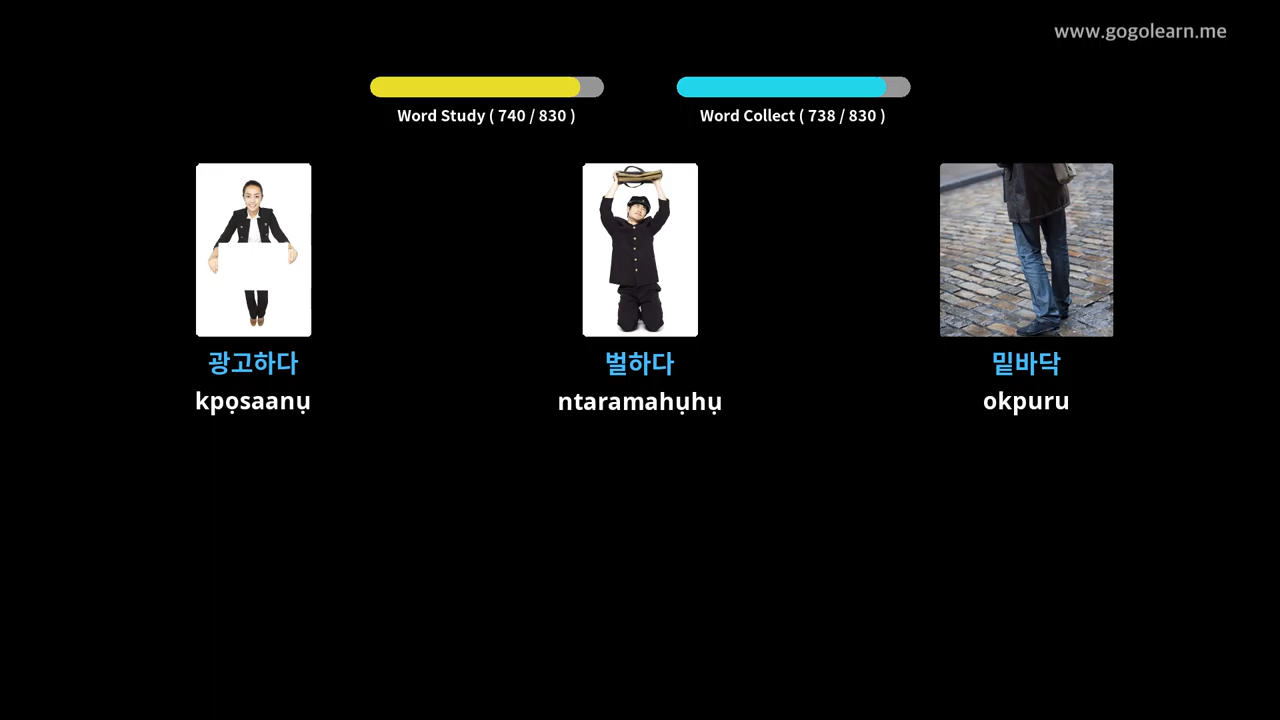 www.gogolearn.me
Word Study ( 740 / 830 )
Word Collect ( 738 / 830 )
광고하다
벌하다
밑바닥
kpọsaanụ
ntaramahụhụ
okpuru